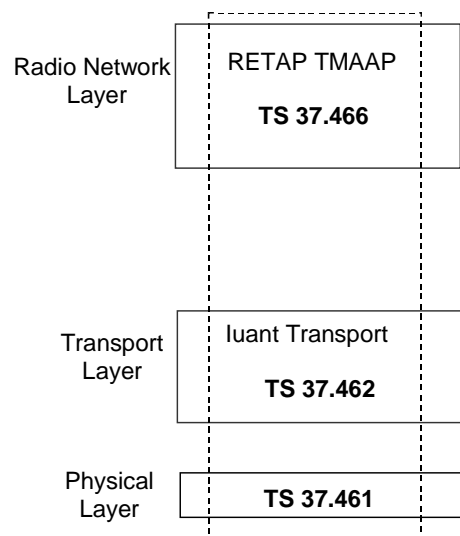 Radio Network
Layer
RETAP TMAAP
TS 37.466
Transport
Layer
Iuant Transport
TS 37.462
Physical
Layer
TS 37.461